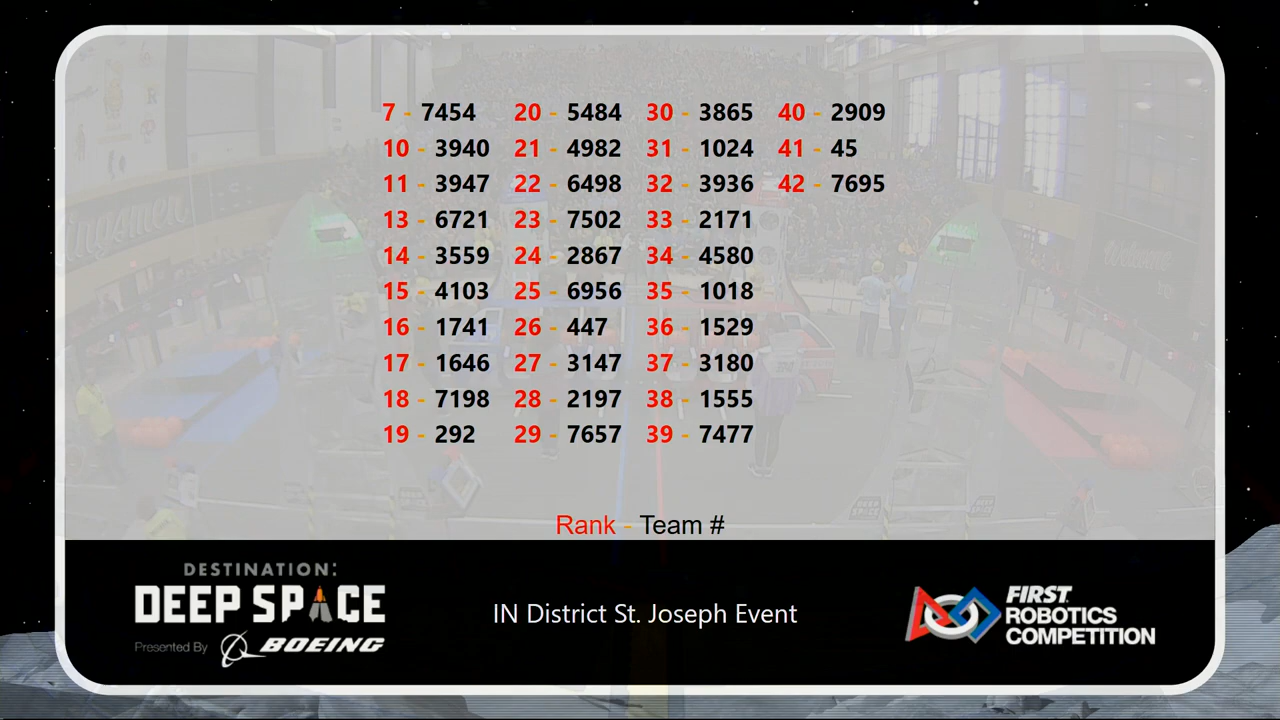 7 - 7454 20 - 5484 30 - 3865 40 - 2909
10 - 3940 21 - 4982 31 - 1024 41 - 45
11 - 3947 22 - 6498 32 - 3936 42 - 7695
13 - 6721 23 - 7502 33 - 2171
14 - 3559 24 - 2867 34 - 4580
15 - 4103 25 - 6956 35 - 1018
16 - 1741 26 - 447 36 - 1529
17 - 1646 27 - 3147 37 - 3180
18 - 7198 28 - 2197 38 - 1555
19 - 292 29 - 7657 39 - 7477
Rank - Team #
DESTINATION:
DEEP SPACE
Presented By BOEING
IN District St. Joseph Event
FIRST
ROBOTICS
COMPETITION